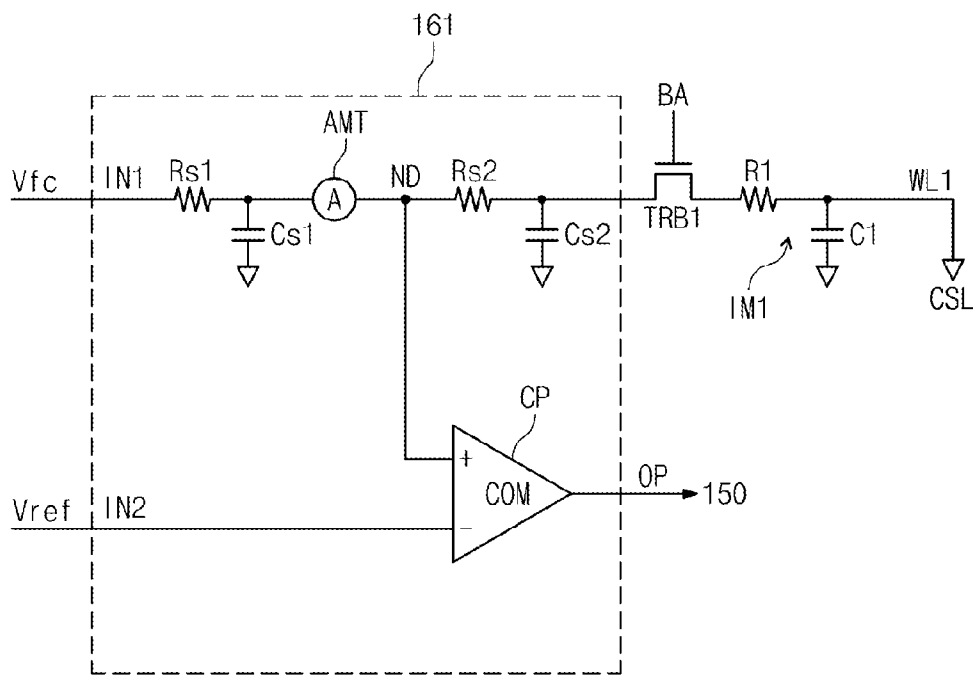 161
BA
AMT
Vfc
IN1
Rs1
A
ND
Rs2
R1
WL1
TRB1
Cs1
Cs2
C1
IM1
CSL
CP
+
COM
OP
150
Vref
IN2
-